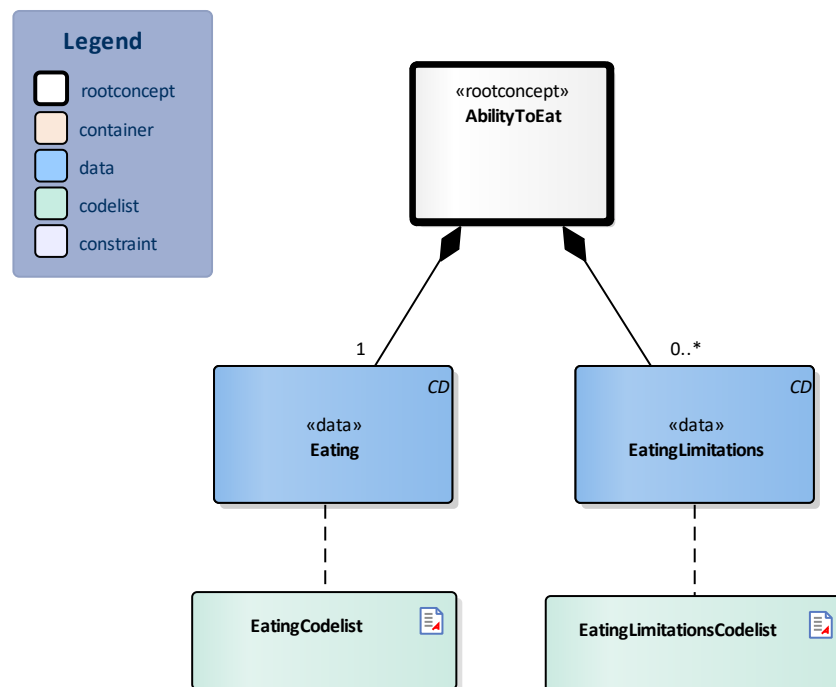 Legend
rootconcept
container
data
codelist
constraint
«rootconcept»
AbilityToEat
1
0..*
CD
«data»
Eating
CD
«data»
EatingLimitations
EatingCodelist
EatingLimitationsCodelist